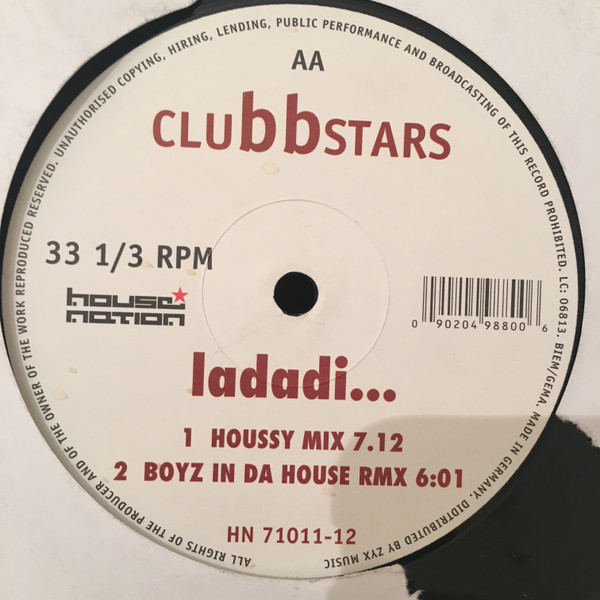 AA
CLUbbSTARS
33 1/3 RPM
house nation
0 90204 98800 6
ladadi...
1 HOUSSY MIX 7.12
2 BOYZ IN DA HOUSE RMX 6:01
HN 71011-12
ALL RIGHTS OF THE PRODUCER AND OF THE OWNER OF THE WORK REPRODUCED RESERVED. UNAUTHORISED COPYING, HIRING, LENDING, PUBLIC PERFORMANCE AND BROADCASTING OF THIS RECORD PROHIBITED. LC: 06813. BIEM/GEMA. MADE IN GERMANY. DIDTRIBUTED BY ZYX MUSIC